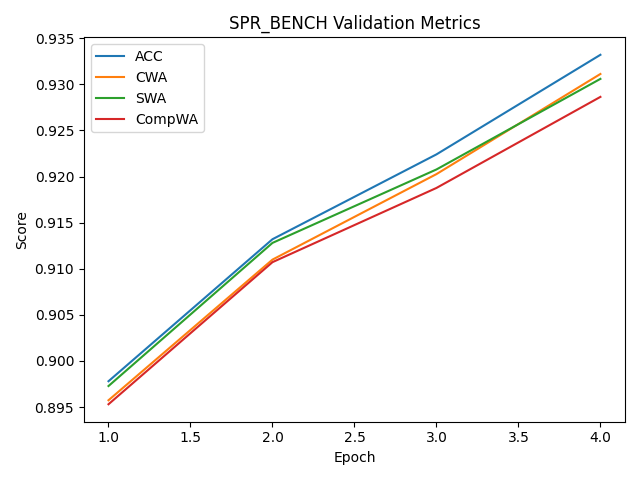 SPR_BENCH Validation Metrics
0.935
0.930
0.925
0.920
0.915
0.910
0.905
0.900
0.895
Score
ACC
CWA
SWA
CompWA
1.0 1.5 2.0 2.5 3.0 3.5 4.0
Epoch